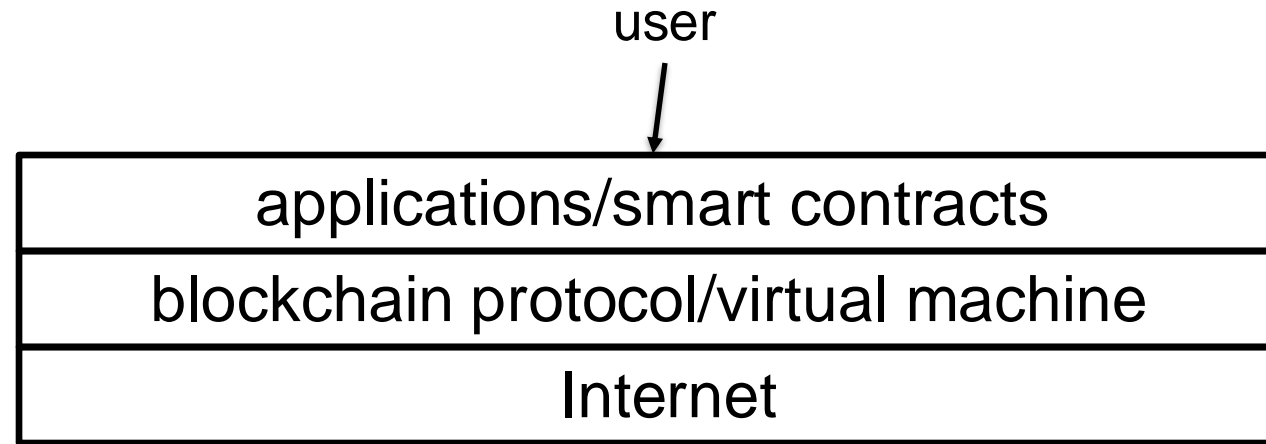 user
applications/smart contracts
blockchain protocol/virtual machine
Internet